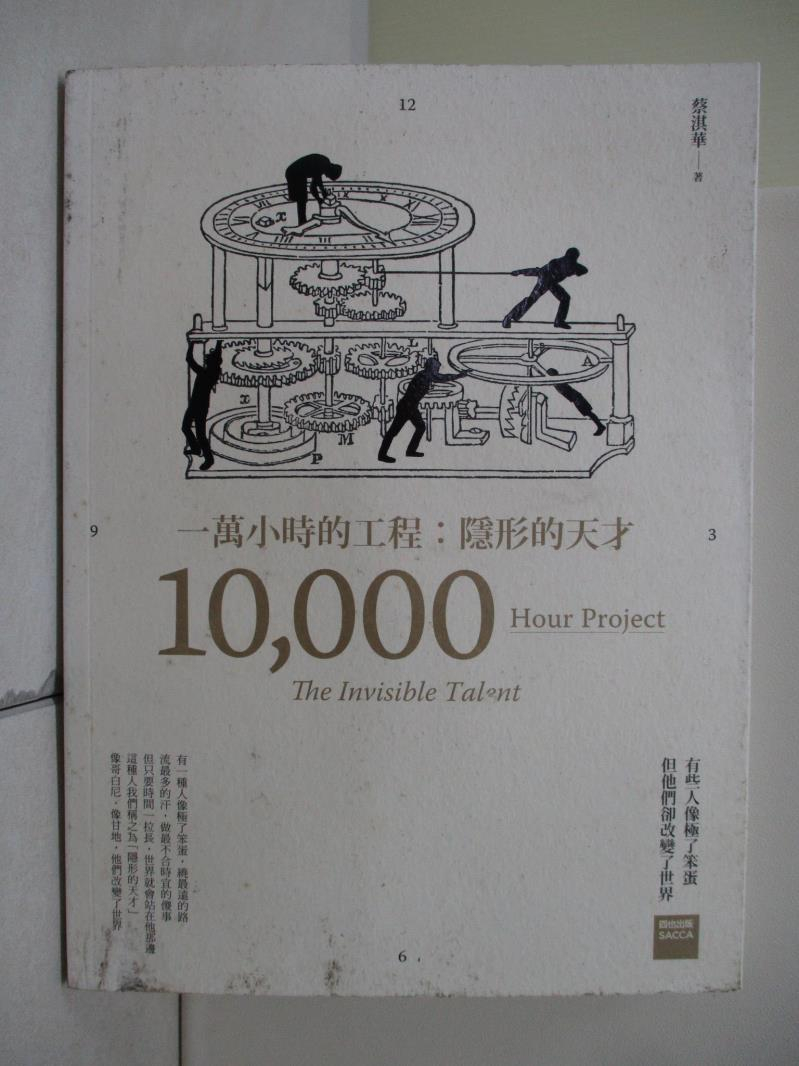 12
蔡淇華 著
XII
X
VII
VIII
x
x
L
A
M
P
9
一萬小時的工程：隱形的天才
3
10,000
Hour Project
The Invisible Talent
有些人像極了笨蛋
但他們卻改變了世界
有一種人像極了笨蛋，繞最遠的路
流最多的汗，做最不合時宜的傻事
但只要時間一拉長，世界就會站在他那邊
這種人我們稱之為「隱形的天才」
像哥白尼，像甘地，他們改變了世界
四也出版
SACCA
6